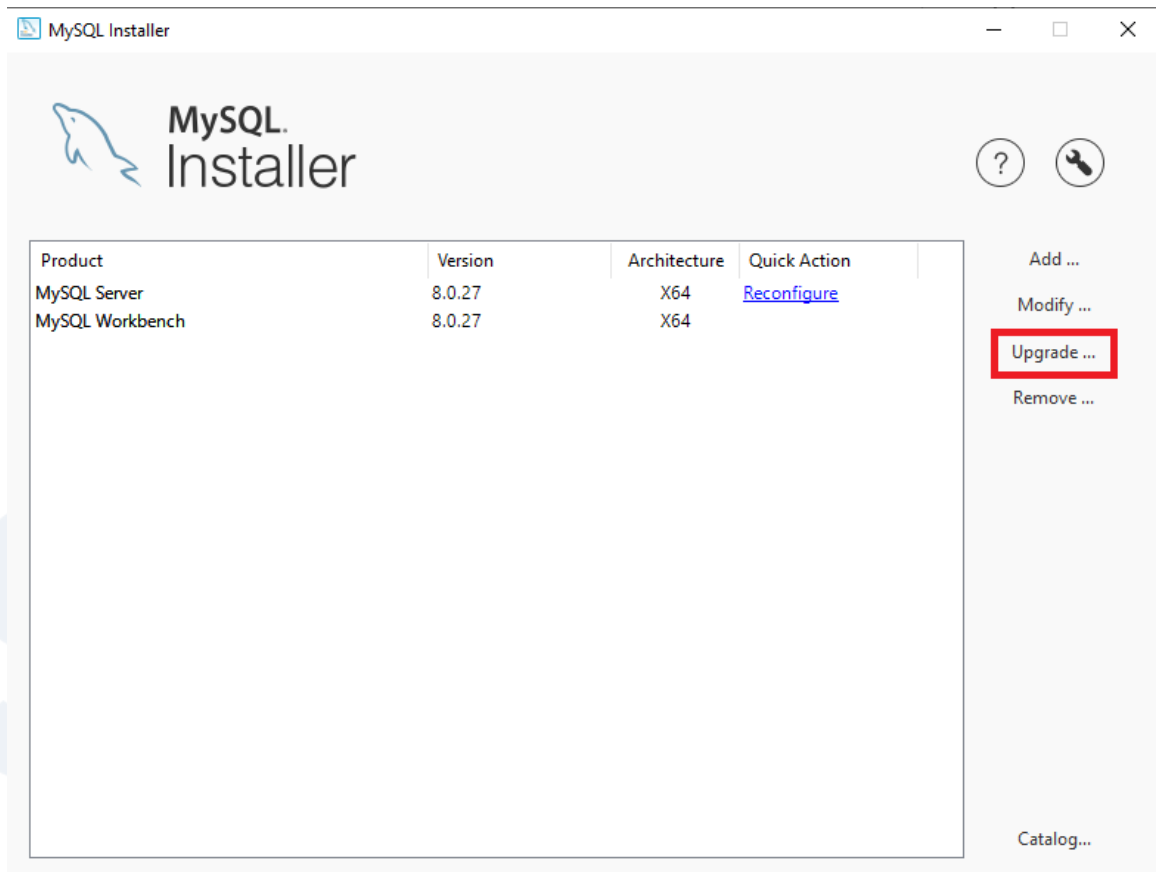 MySQL Installer
MySQL.
Installer
?
Product Version Architecture Quick Action
MySQL Server 8.0.27 X64 Reconfigure
MySQL Workbench 8.0.27 X64
Add ...
Modify ...
Upgrade ...
Remove ...
Catalog...